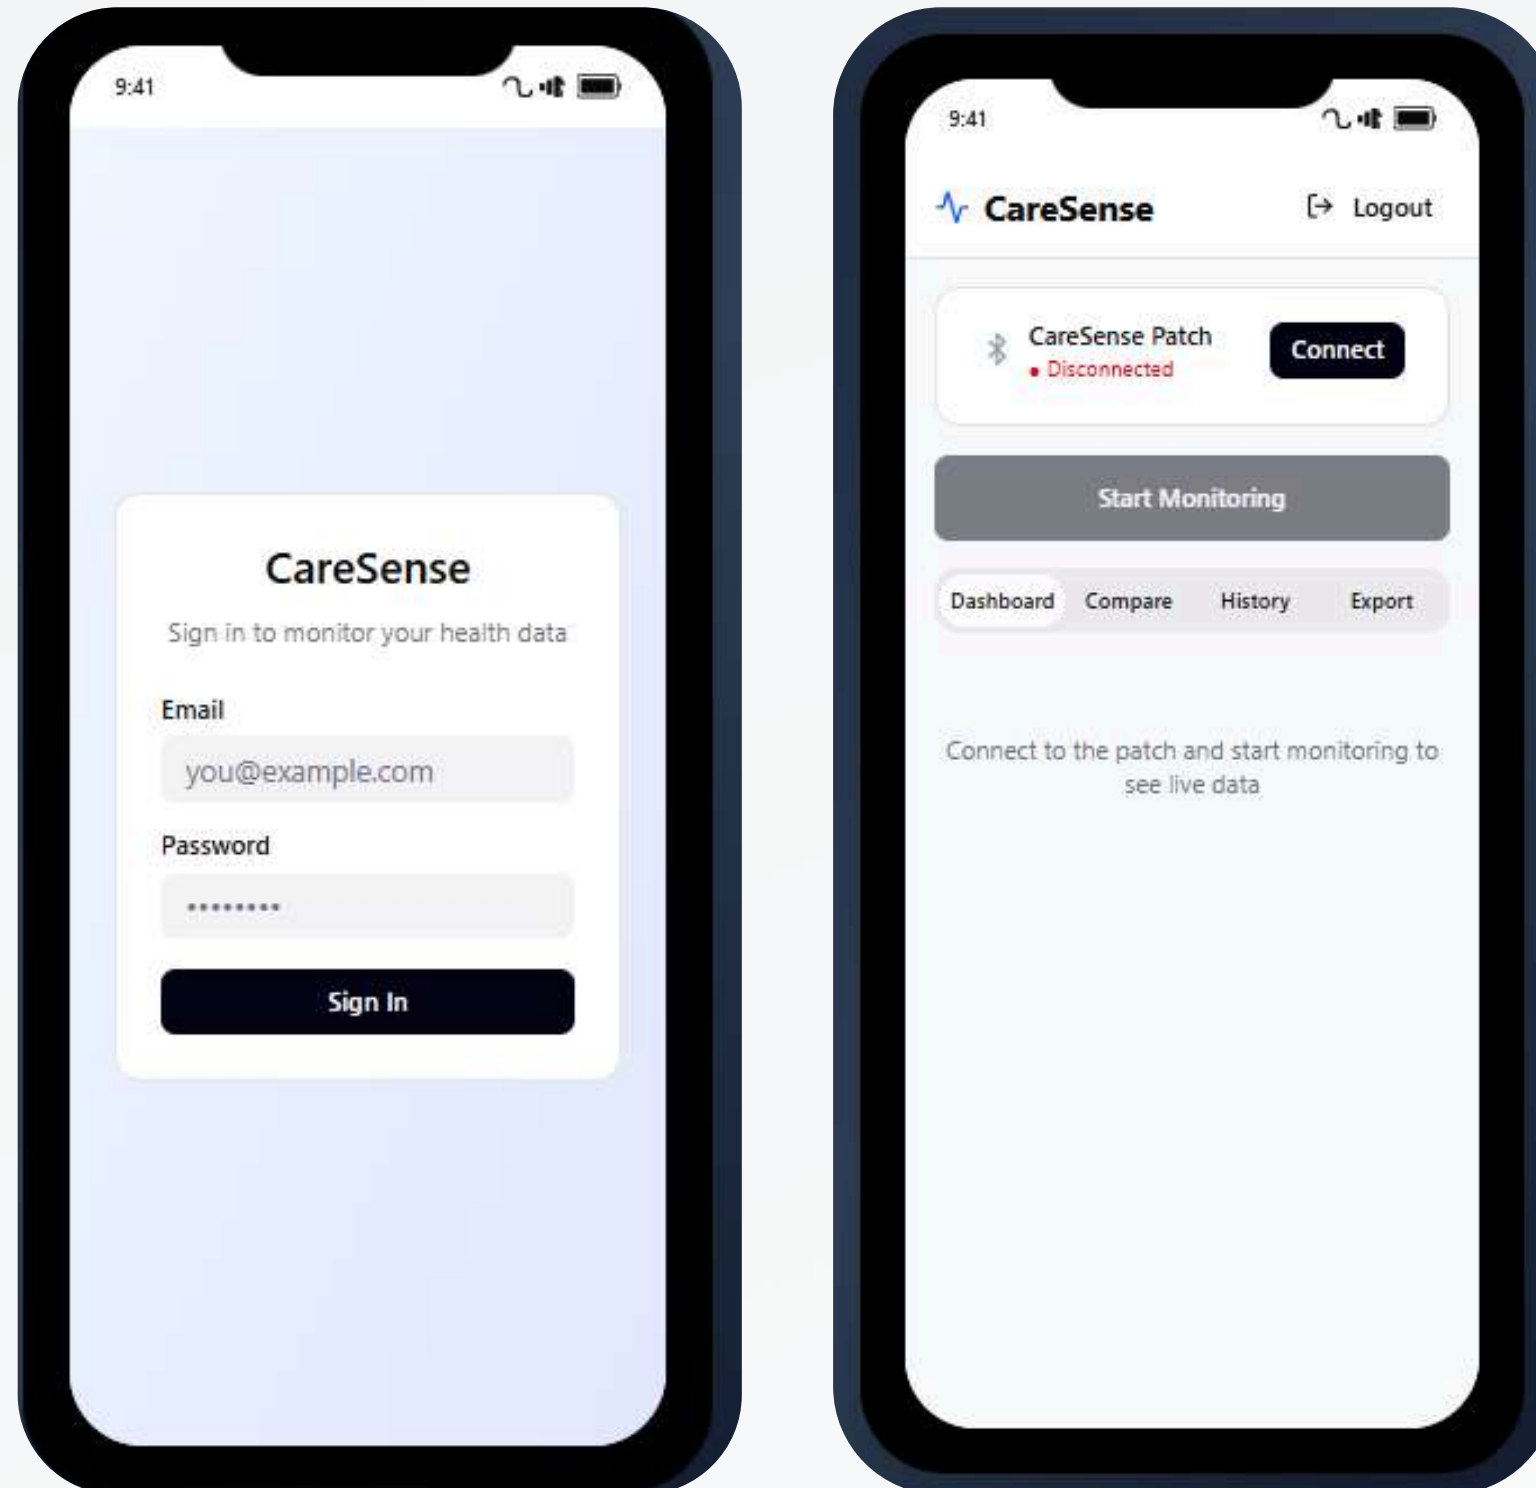 9:41
CareSense
Sign in to monitor your health data
Email
you@example.com
Password
••••••••
Sign In
9:41
CareSense
Logout
CareSense Patch
• Disconnected
Connect
Start Monitoring
Dashboard Compare History Export
Connect to the patch and start monitoring to
see live data